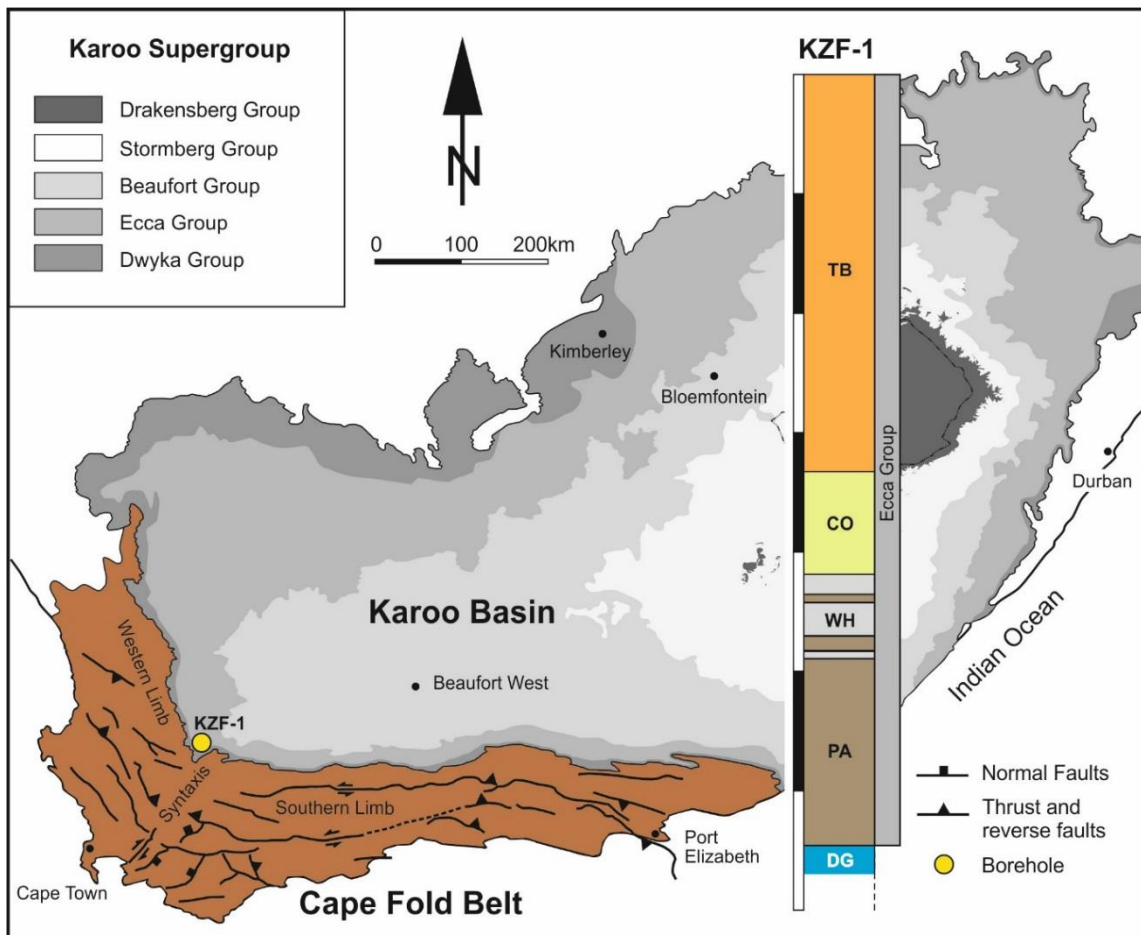 Karoo Supergroup
Drakensberg Group
Stormberg Group
Beaufort Group
Ecca Group
Dwyka Group
N
0 100 200km
KZF-1
TB
CO
WH
PA
DG
Ecca Group
Kimberley
Bloemfontein
Durban
Karoo Basin
Beaufort West
Indian Ocean
Western Limb
KZF-1
Syntaxis
Southern Limb
Port
Elizabeth
Cape Town
Cape Fold Belt
Normal Faults
Thrust and
reverse faults
Borehole